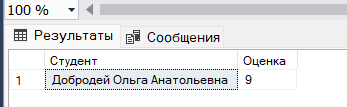 100 %
Результаты Сообщения
Студент Оценка
1 Добродей Ольга Анатольевна 9